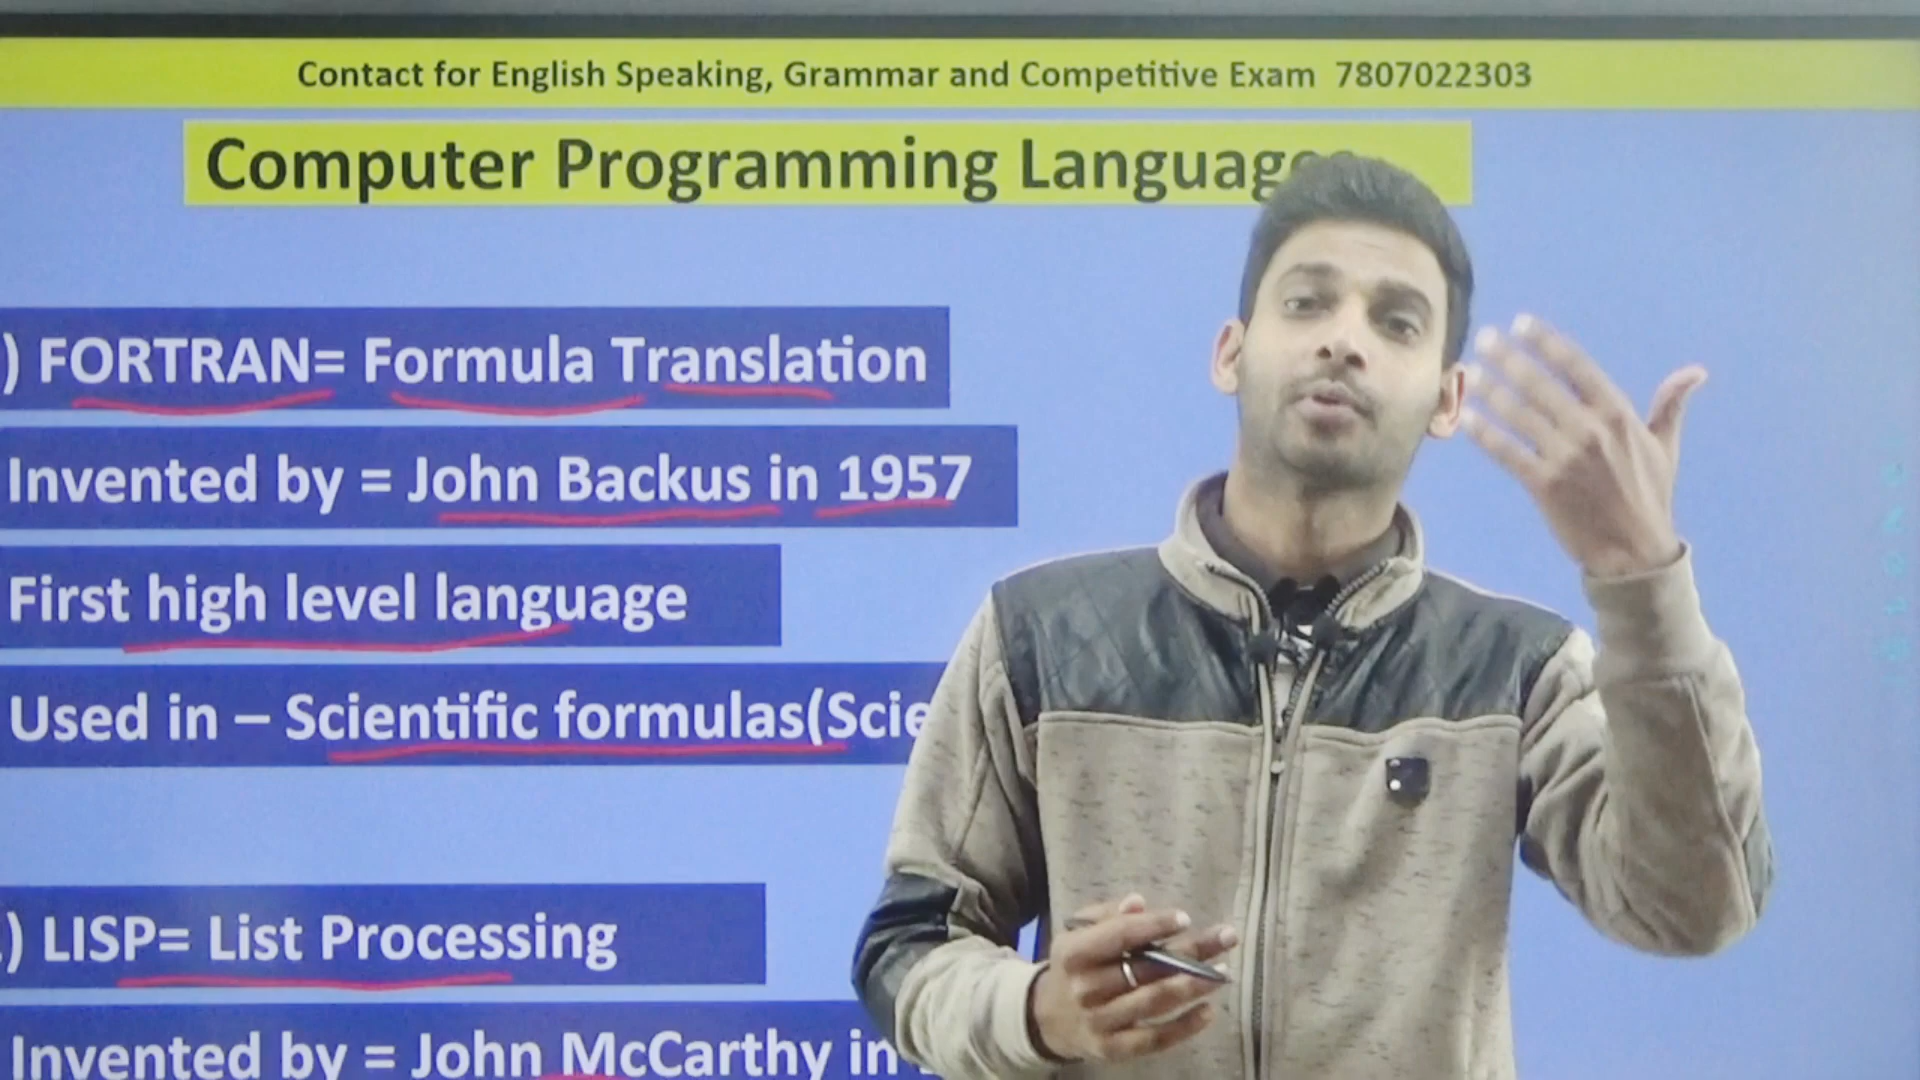 Contact for English Speaking, Grammar and Competitive Exam 7807022303
Computer Programming
) FORTRAN= Formula Translation
Invented by = John Backus in 1957
First high level language
Used in – Scientific formulas(Scie
) LISP= List Processing
Invented by = John McCarthy in